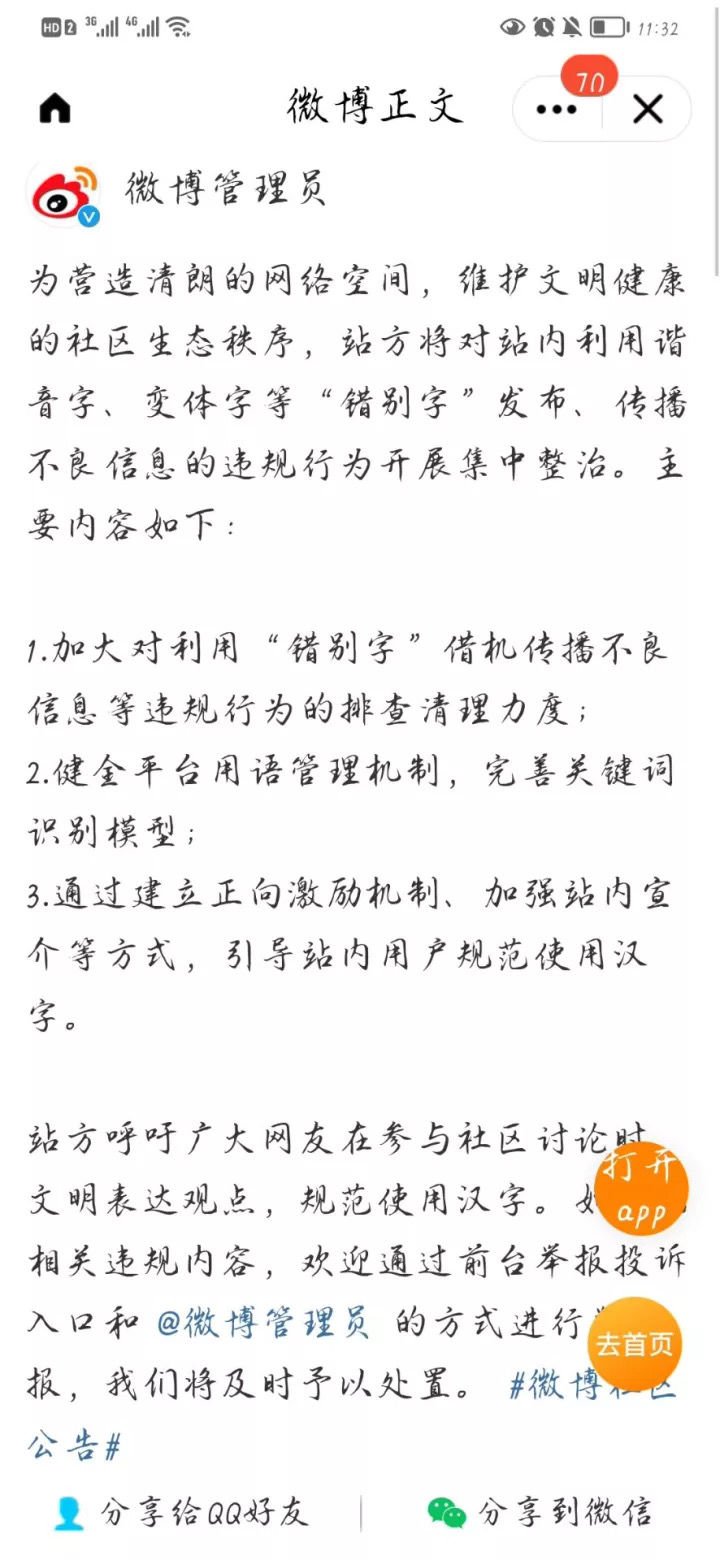 HD 2 3G 4G 11:32
微博正文
70
微博管理员
为营造清朗的网络空间，维护文明健康
的社区生态秩序，站方将对站内利用谐
音字、变体字等“错别字”发布、传播
不良信息的违规行为开展集中整治。主
要内容如下：
1.加大对利用“错别字”借机传播不良
信息等违规行为的排查清理力度；
2.健全平台用语管理机制，完善关键词
识别模型；
3.通过建立正向激励机制、加强站内宣
介等方式，引导站内用户规范使用汉
字。
站方呼吁广大网友在参与社区讨论时，
文明表达观点，规范使用汉字。
相关违规内容，欢迎通过前台举报投诉
入口和 @微博管理员 的方式进行
报，我们将及时予以处置。 #微博社区
公告#
打开
app
去首页
分享给QQ好友
分享到微信